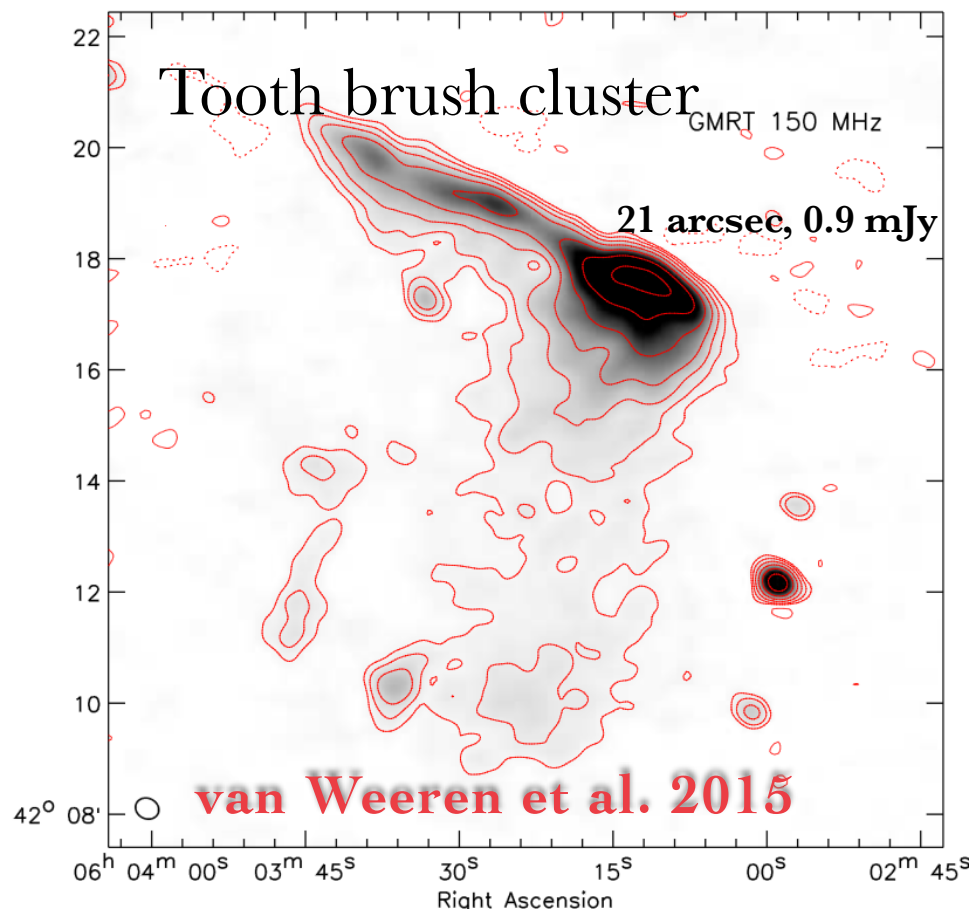 22
Tooth brush cluster
GMRT 150 MHz
20
21 arcsec, 0.9 mJy
18
16
14
12
10
van Weeren et al. 2015
42° 08'
06ʰ 04ᵐ 00ˢ 03ᵐ 45ˢ 30ˢ 15ˢ 00ˢ 02ᵐ 45ˢ
Right Ascension